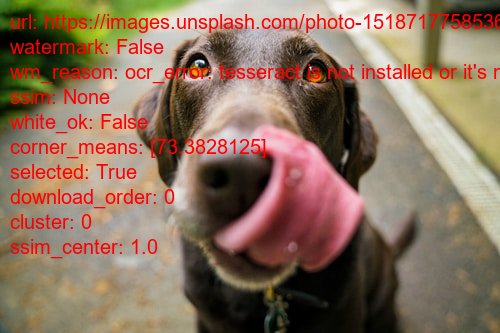 url: https://images.unsplash.com/photo-1518717758536
watermark: False
wm_reason: ocr_error: tesseract is not installed or it's
ssim: None
white_ok: False
corner_means: [73.3828125]
selected: True
download_order: 0
cluster: 0
ssim_center: 1.0